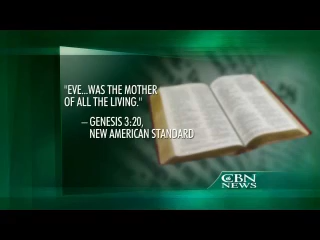 "EVE...WAS THE MOTHER
OF ALL THE LIVING."
– GENESIS 3:20,
NEW AMERICAN STANDARD
CBN
NEWS